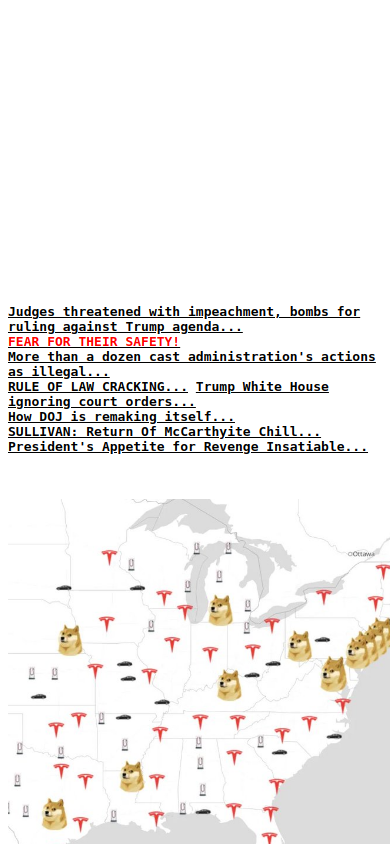 Judges threatened with impeachment, bombs for
ruling against Trump agenda...
FEAR FOR THEIR SAFETY!
More than a dozen cast administration's actions
as illegal...
RULE OF LAW CRACKING... Trump White House
ignoring court orders...
How DOJ is remaking itself...
SULLIVAN: Return Of McCarthyite Chill...
President's Appetite for Revenge Insatiable...
Ottawa